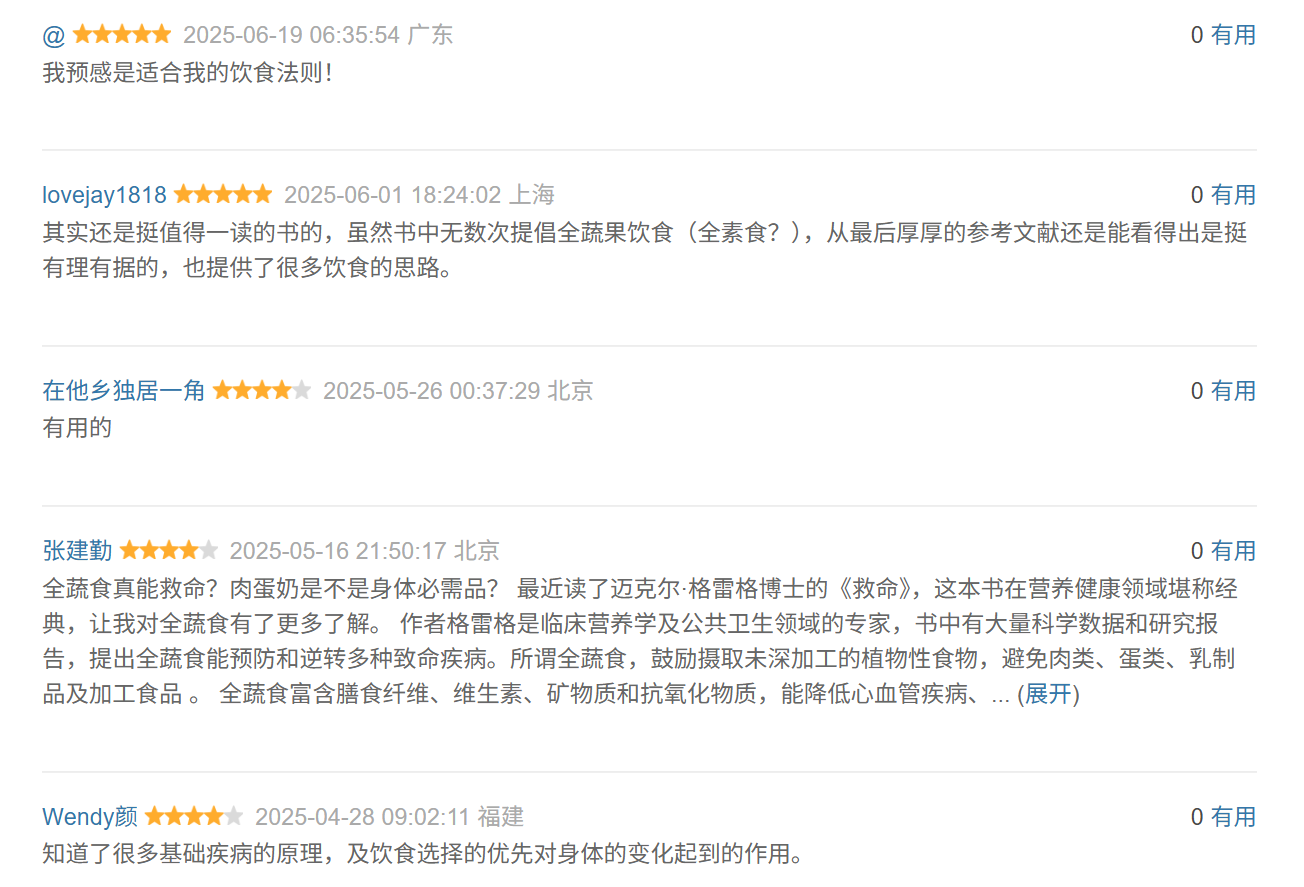 @ 2025-06-19 06:35:54 广东 0 有用
我预感是适合我的饮食法则！
lovejay1818 2025-06-01 18:24:02 上海 0 有用
其实还是挺值得一读的书的，虽然书中无数次提倡全蔬果饮食（全素食？），从最后厚厚的参考文献还是能看得出是挺
有理有据的，也提供了很多饮食的思路。
在他乡独居一角 2025-05-26 00:37:29 北京 0 有用
有用的
张建勤 2025-05-16 21:50:17 北京 0 有用
全蔬食真能救命？肉蛋奶是不是身体必需品？ 最近读了迈克尔·格雷格博士的《救命》，这本书在营养健康领域堪称经
典，让我对全蔬食有了更多了解。 作者格雷格是临床营养学及公共卫生领域的专家，书中有大量科学数据和研究报
告，提出全蔬食能预防和逆转多种致命疾病。所谓全蔬食，鼓励摄取未深加工的植物性食物，避免肉类、蛋类、乳制
品及加工食品 。 全蔬食富含膳食纤维、维生素、矿物质和抗氧化物质，能降低心血管疾病、... (展开)
Wendy颜 2025-04-28 09:02:11 福建 0 有用
知道了很多基础疾病的原理，及饮食选择的优先对身体的变化起到的作用。